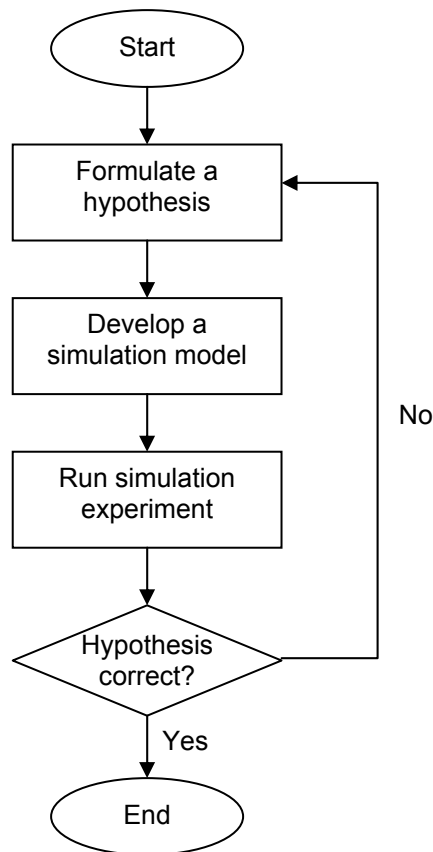 Start
Formulate a
hypothesis
Develop a
simulation model
No
Run simulation
experiment
Hypothesis
correct?
Yes
End